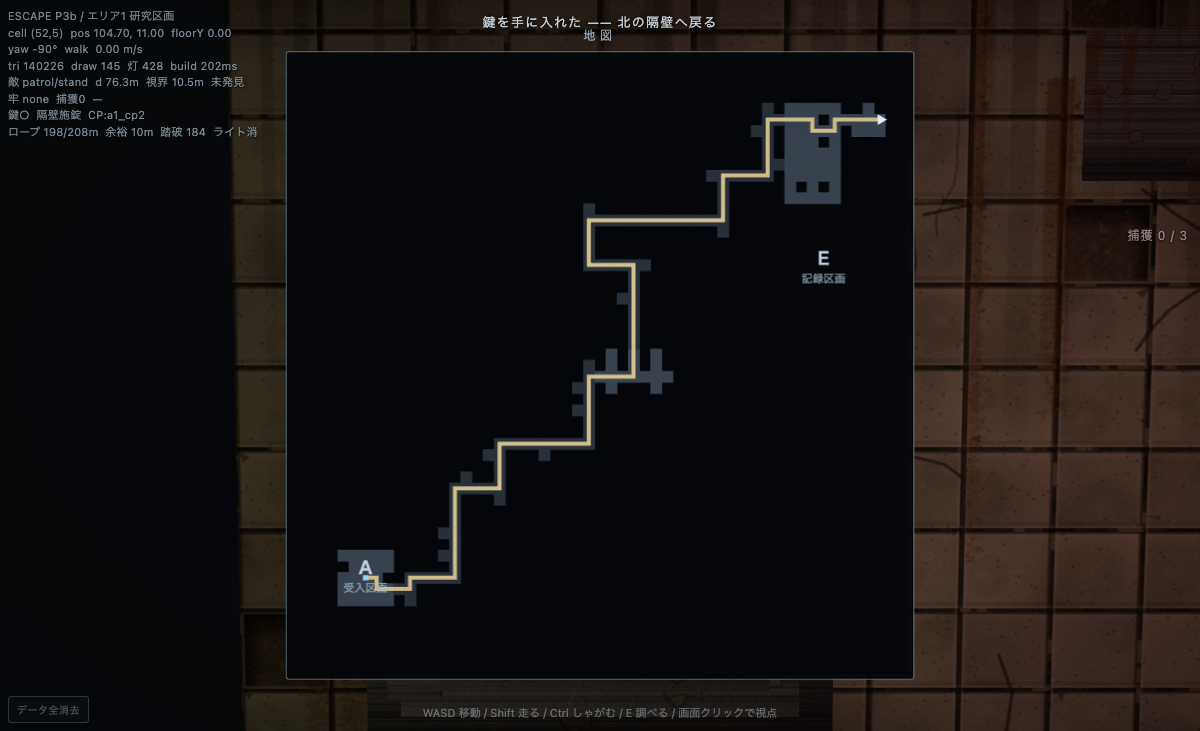 ESCAPE P3b / エリア1 研究区画
cell (52,5) pos 104.70, 11.00 floorY 0.00
yaw -90° walk 0.00 m/s
tri 140226 draw 145 灯 428 build 202ms
敵 patrol/stand d 76.3m 視界 10.5m 未発見
牢 none 捕獲0 —
鍵〇 隔壁施錠 CP:a1_cp2
ロープ 198/208m 余裕 10m 踏破 184 ライト消
鍵を手に入れた —— 北の隔壁へ戻る
地 図
捕獲 0 / 3
E
記録区画
A
受入区画
データ全消去
WASD 移動 / Shift 走る / Ctrl しゃがむ / E 調べる / 画面クリックで視点